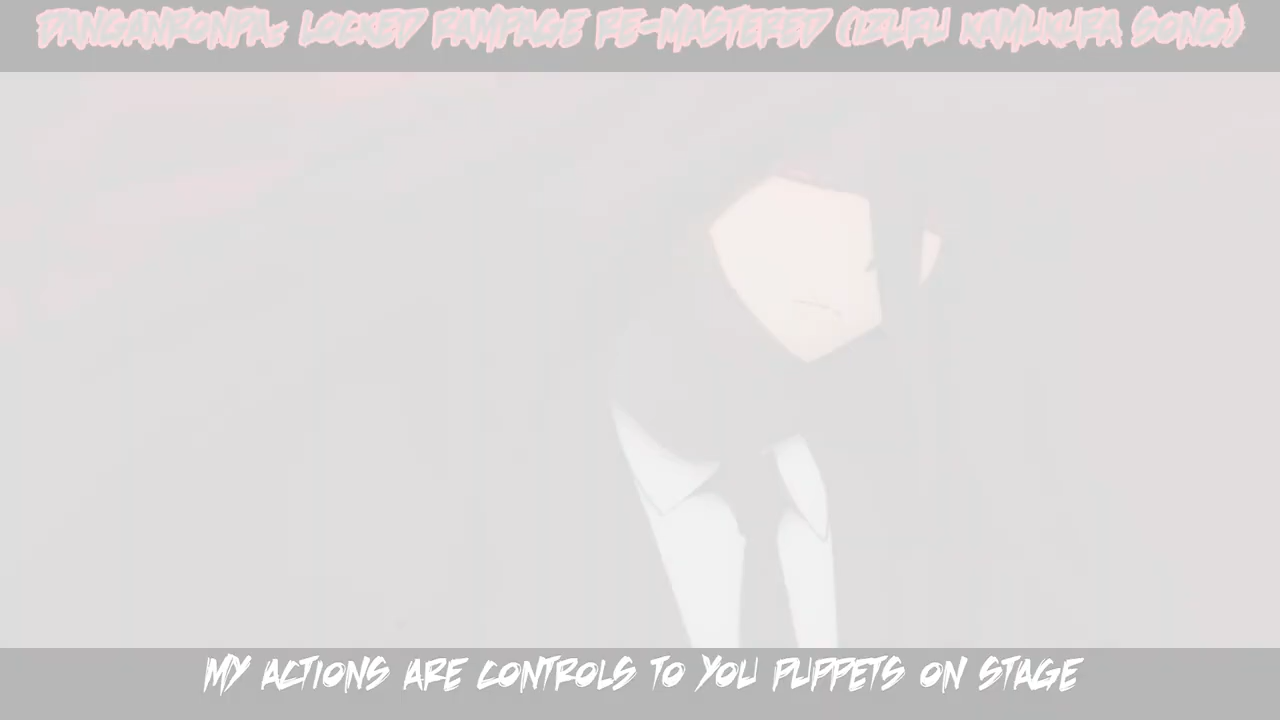 DANGANRONPA: LOCKED RAMPAGE RE-MASTERED (IZURU KAMUKURA SONG)
MY ACTIONS ARE CONTROLS TO YOU PUPPETS ON STAGE